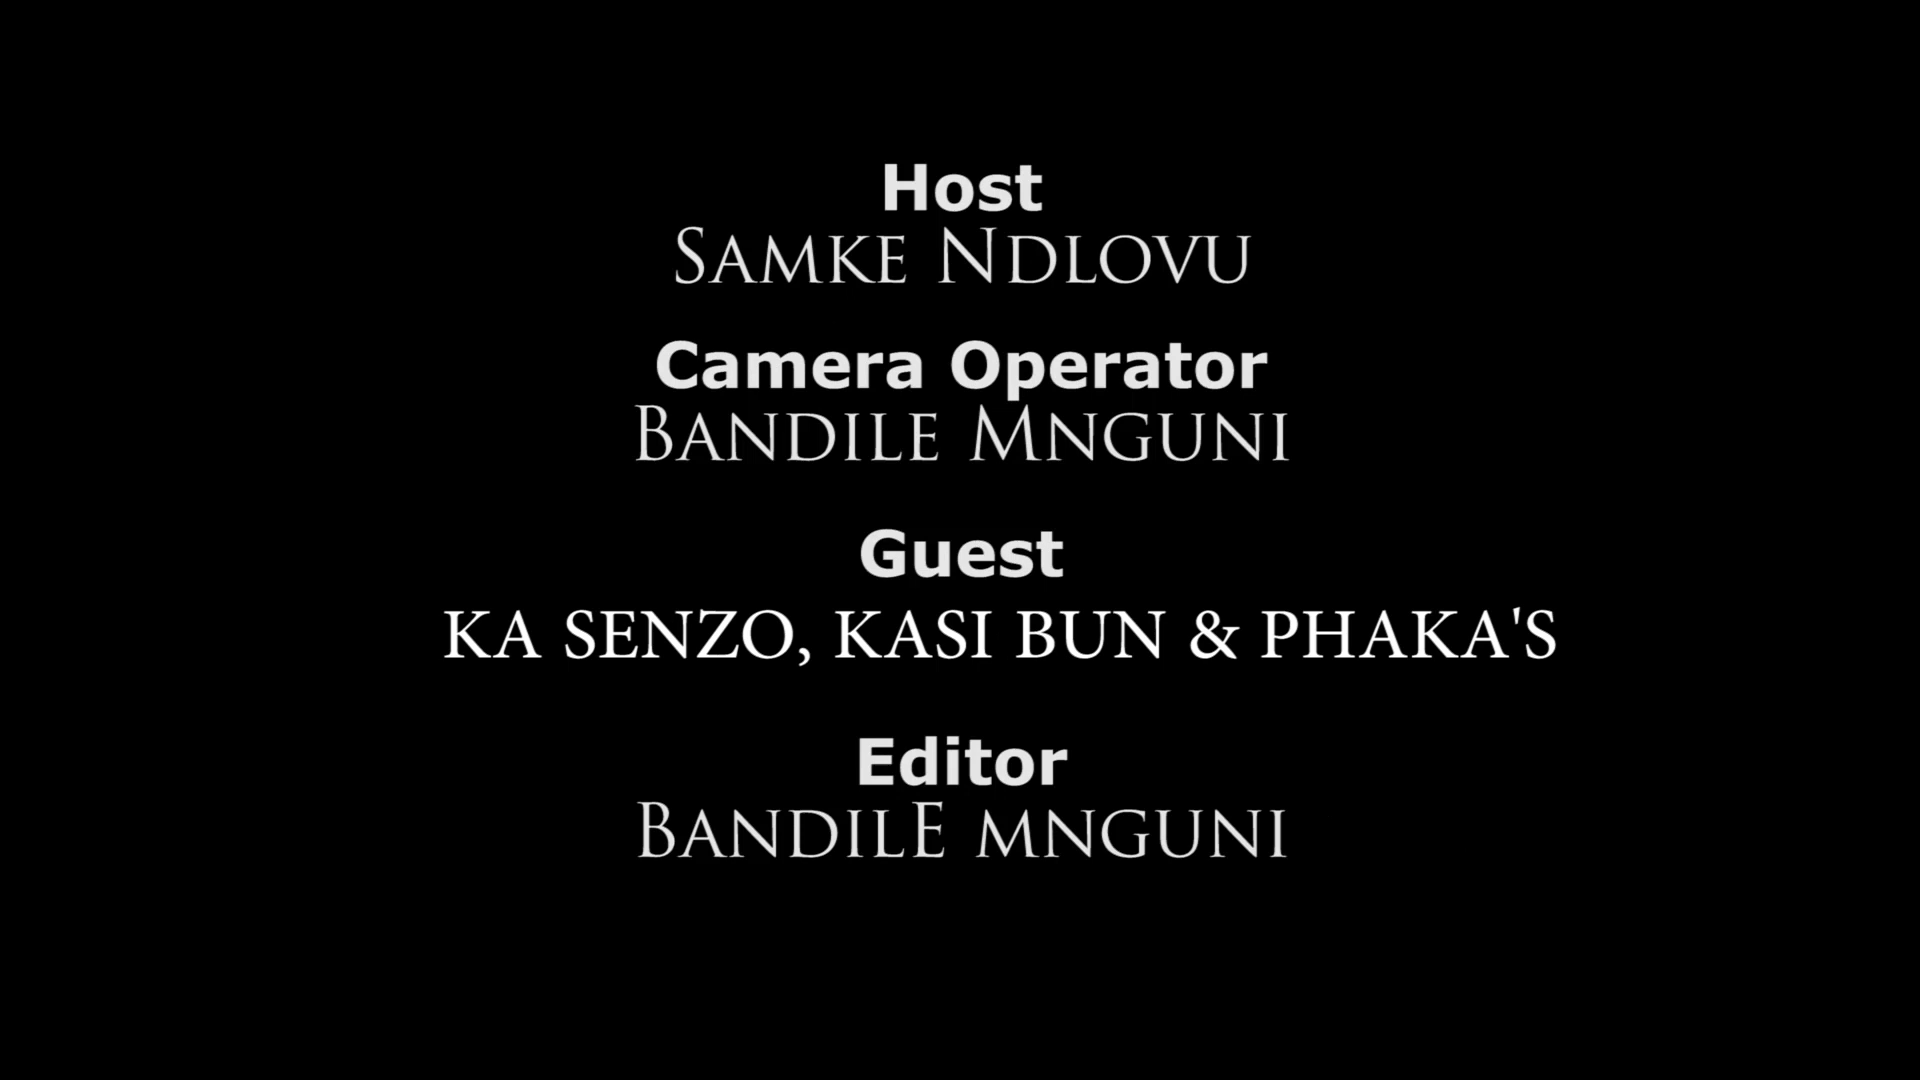 Host
SAMKE NDLOVU
Camera Operator
BANDILE MNGUNI
Guest
KA SENZO, KASI BUN & PHAKA'S
Editor
BANDILE MNGUNI